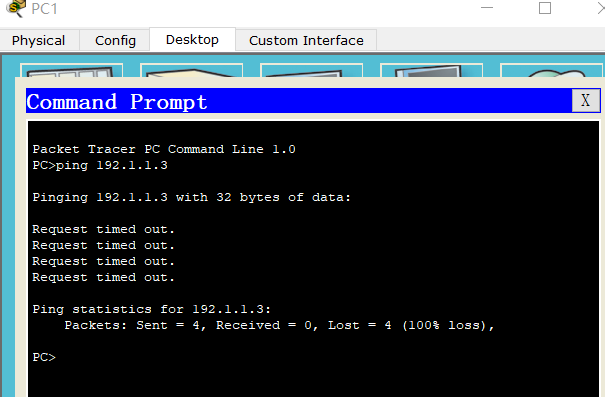 PC1
Physical Config Desktop Custom Interface
Command Prompt X
Packet Tracer PC Command Line 1.0
PC>ping 192.1.1.3
Pinging 192.1.1.3 with 32 bytes of data:
Request timed out.
Request timed out.
Request timed out.
Request timed out.
Ping statistics for 192.1.1.3:
    Packets: Sent = 4, Received = 0, Lost = 4 (100% loss),
PC>